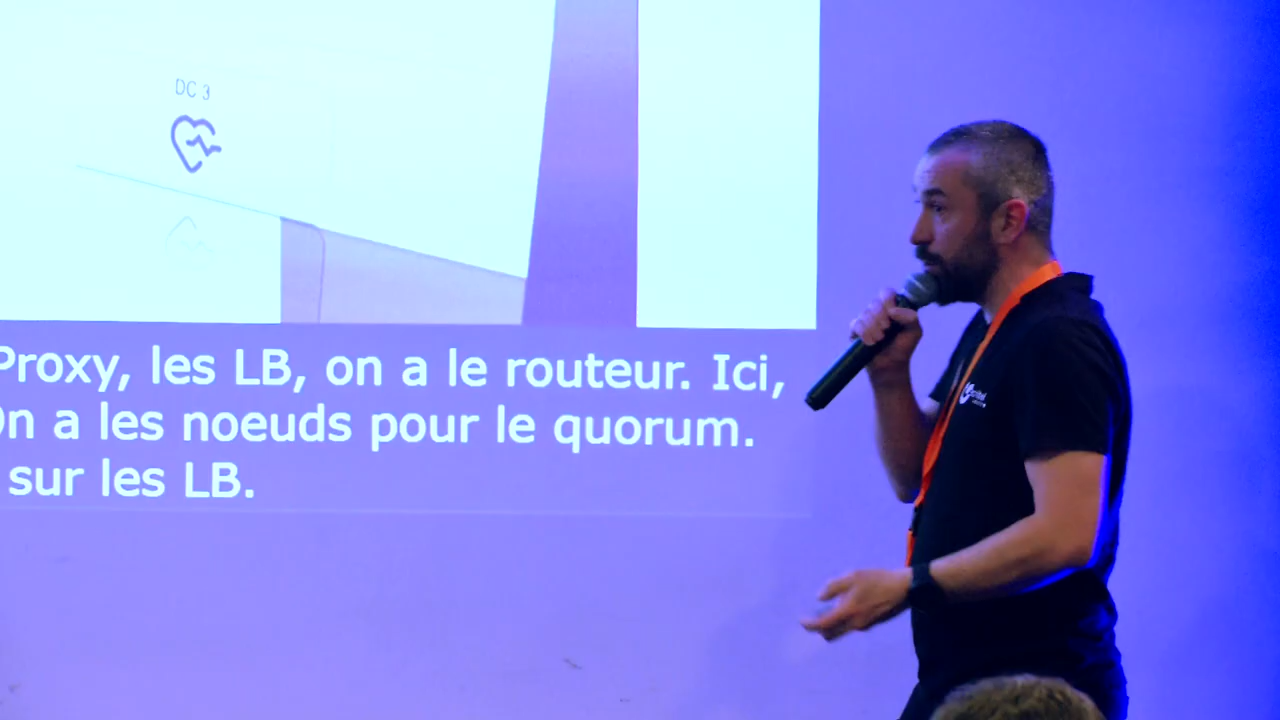 DC 3
Proxy, les LB, on a le routeur. Ici,
On a les noeuds pour le quorum.
sur les LB.